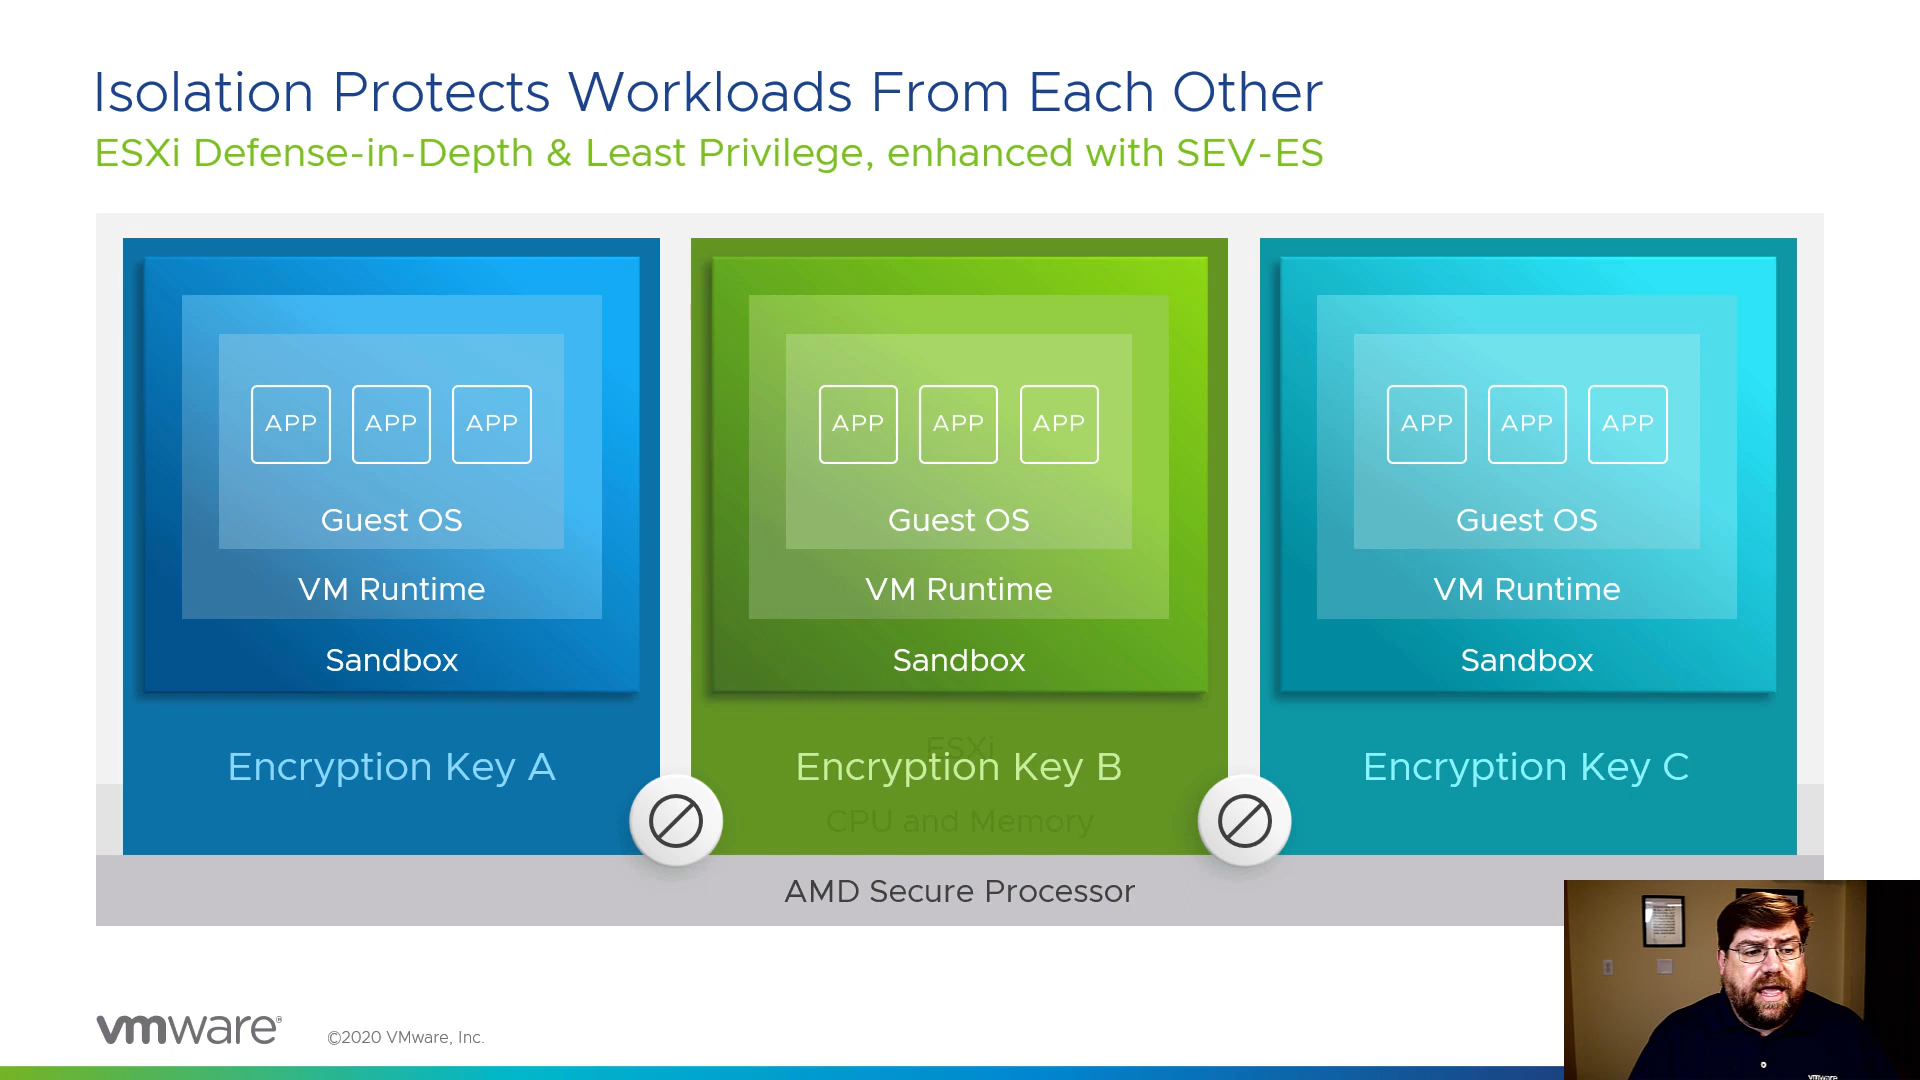 Isolation Protects Workloads From Each Other
ESXi Defense-in-Depth & Least Privilege, enhanced with SEV-ES
APP APP APP
Guest OS
VM Runtime
Sandbox
Encryption Key A
APP APP APP
Guest OS
VM Runtime
Sandbox
ESXi
Encryption Key B
CPU and Memory
APP APP APP
Guest OS
VM Runtime
Sandbox
Encryption Key C
AMD Secure Processor
vmware®
©2020 VMware, Inc.
vmware